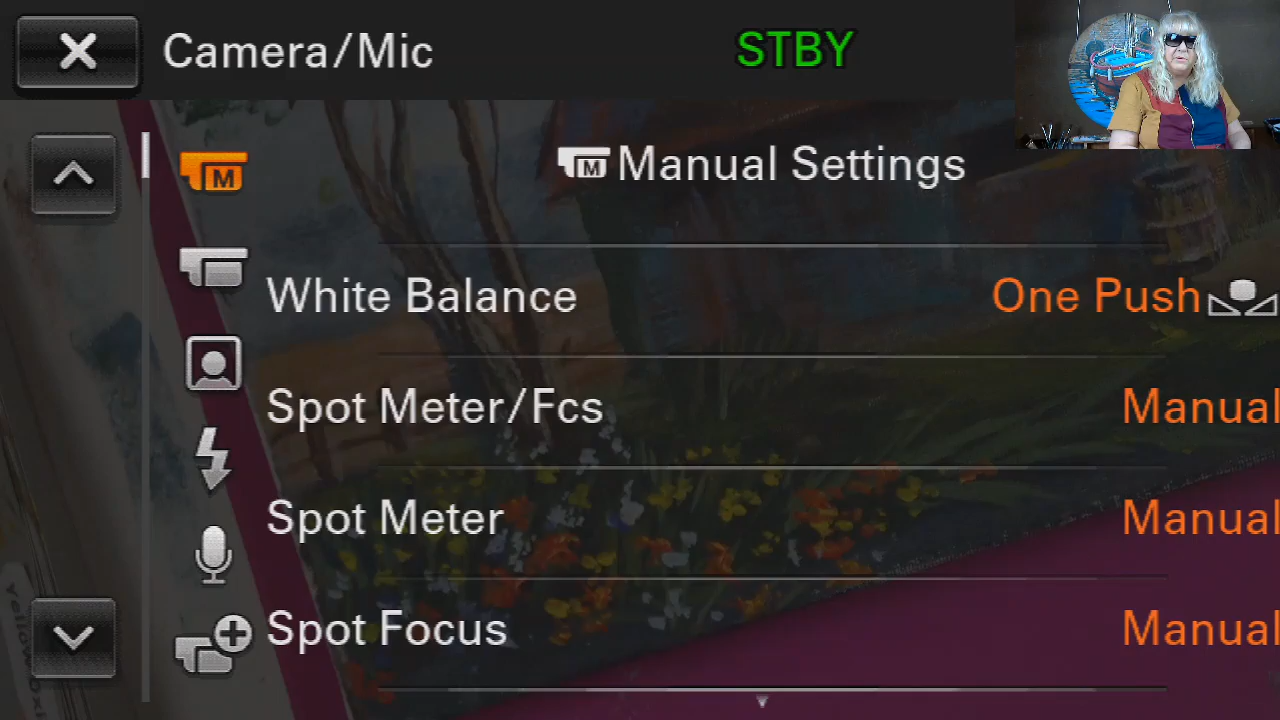 Camera/Mic
STBY
Manual Settings
White Balance
One Push
Spot Meter/Fcs
Manual
Spot Meter
Manual
Spot Focus
Manual